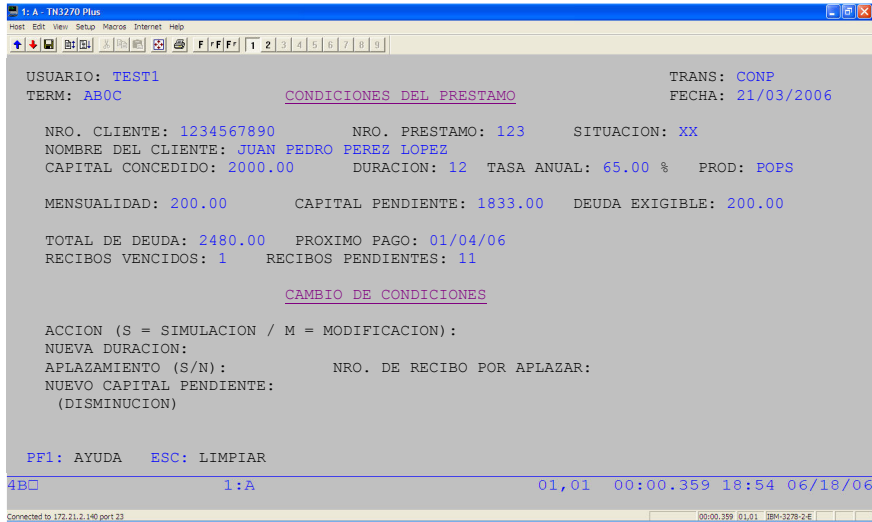 1: A - TN3270 Plus
Host Edit View Setup Macros Internet Help
1 2 3 4 5 6 7 8 9
USUARIO: TEST1 TRANS: CONP
TERM: AB0C CONDICIONES DEL PRESTAMO FECHA: 21/03/2006
NRO. CLIENTE: 1234567890 NRO. PRESTAMO: 123 SITUACION: XX
NOMBRE DEL CLIENTE: JUAN PEDRO PEREZ LOPEZ
CAPITAL CONCEDIDO: 2000.00 DURACION: 12 TASA ANUAL: 65.00 % PROD: POPS
MENSUALIDAD: 200.00 CAPITAL PENDIENTE: 1833.00 DEUDA EXIGIBLE: 200.00
TOTAL DE DEUDA: 2480.00 PROXIMO PAGO: 01/04/06
RECIBOS VENCIDOS: 1 RECIBOS PENDIENTES: 11
CAMBIO DE CONDICIONES
ACCION (S = SIMULACION / M = MODIFICACION):
NUEVA DURACION:
APLAZAMIENTO (S/N): NRO. DE RECIBO POR APLAZAR:
NUEVO CAPITAL PENDIENTE:
(DISMINUCION)
PF1: AYUDA ESC: LIMPIAR
4B□ 1:A 01,01 00:00.359 18:54 06/18/06
Connected to 172.21.2.140 port 23 00:00.359 01,01 IBM-3278-2-E